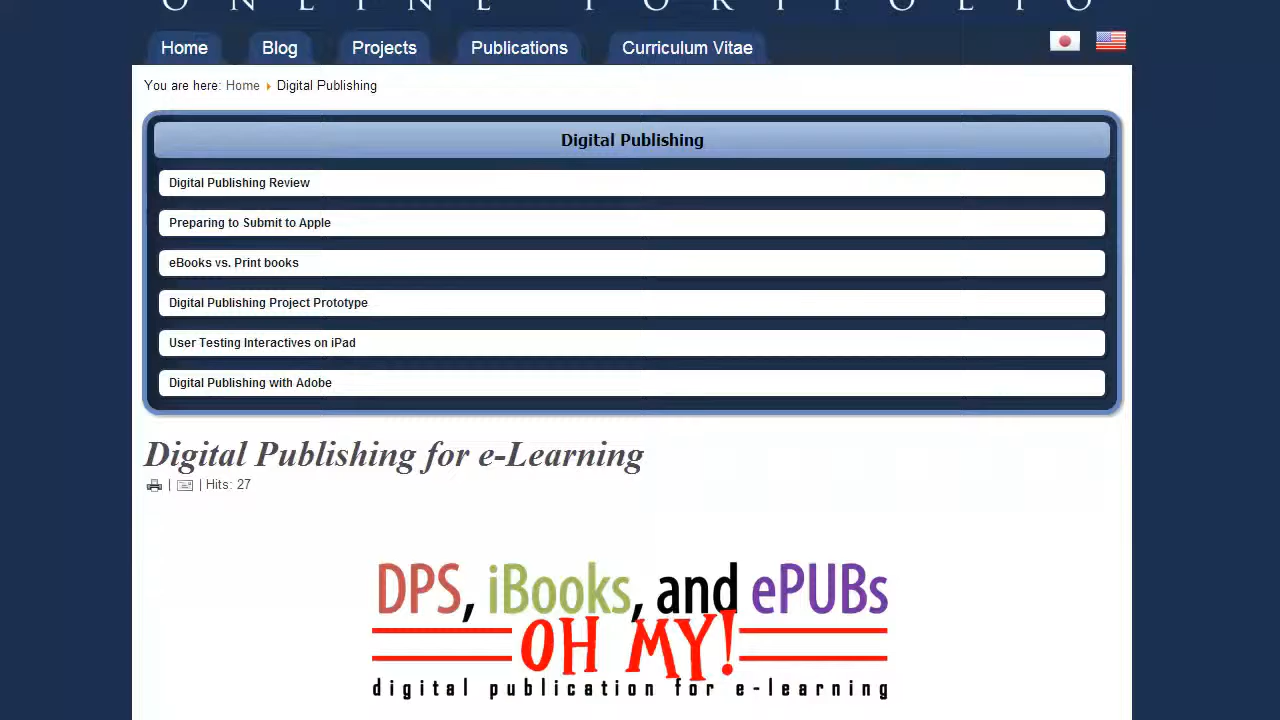 ONLINE PORTFOLIO
Home Blog Projects Publications Curriculum Vitae
You are here: Home Digital Publishing
Digital Publishing
Digital Publishing Review
Preparing to Submit to Apple
eBooks vs. Print books
Digital Publishing Project Prototype
User Testing Interactives on iPad
Digital Publishing with Adobe
Digital Publishing for e-Learning
| | Hits: 27
DPS, iBooks, and ePUBs
OH MY!
digital publication for e-learning